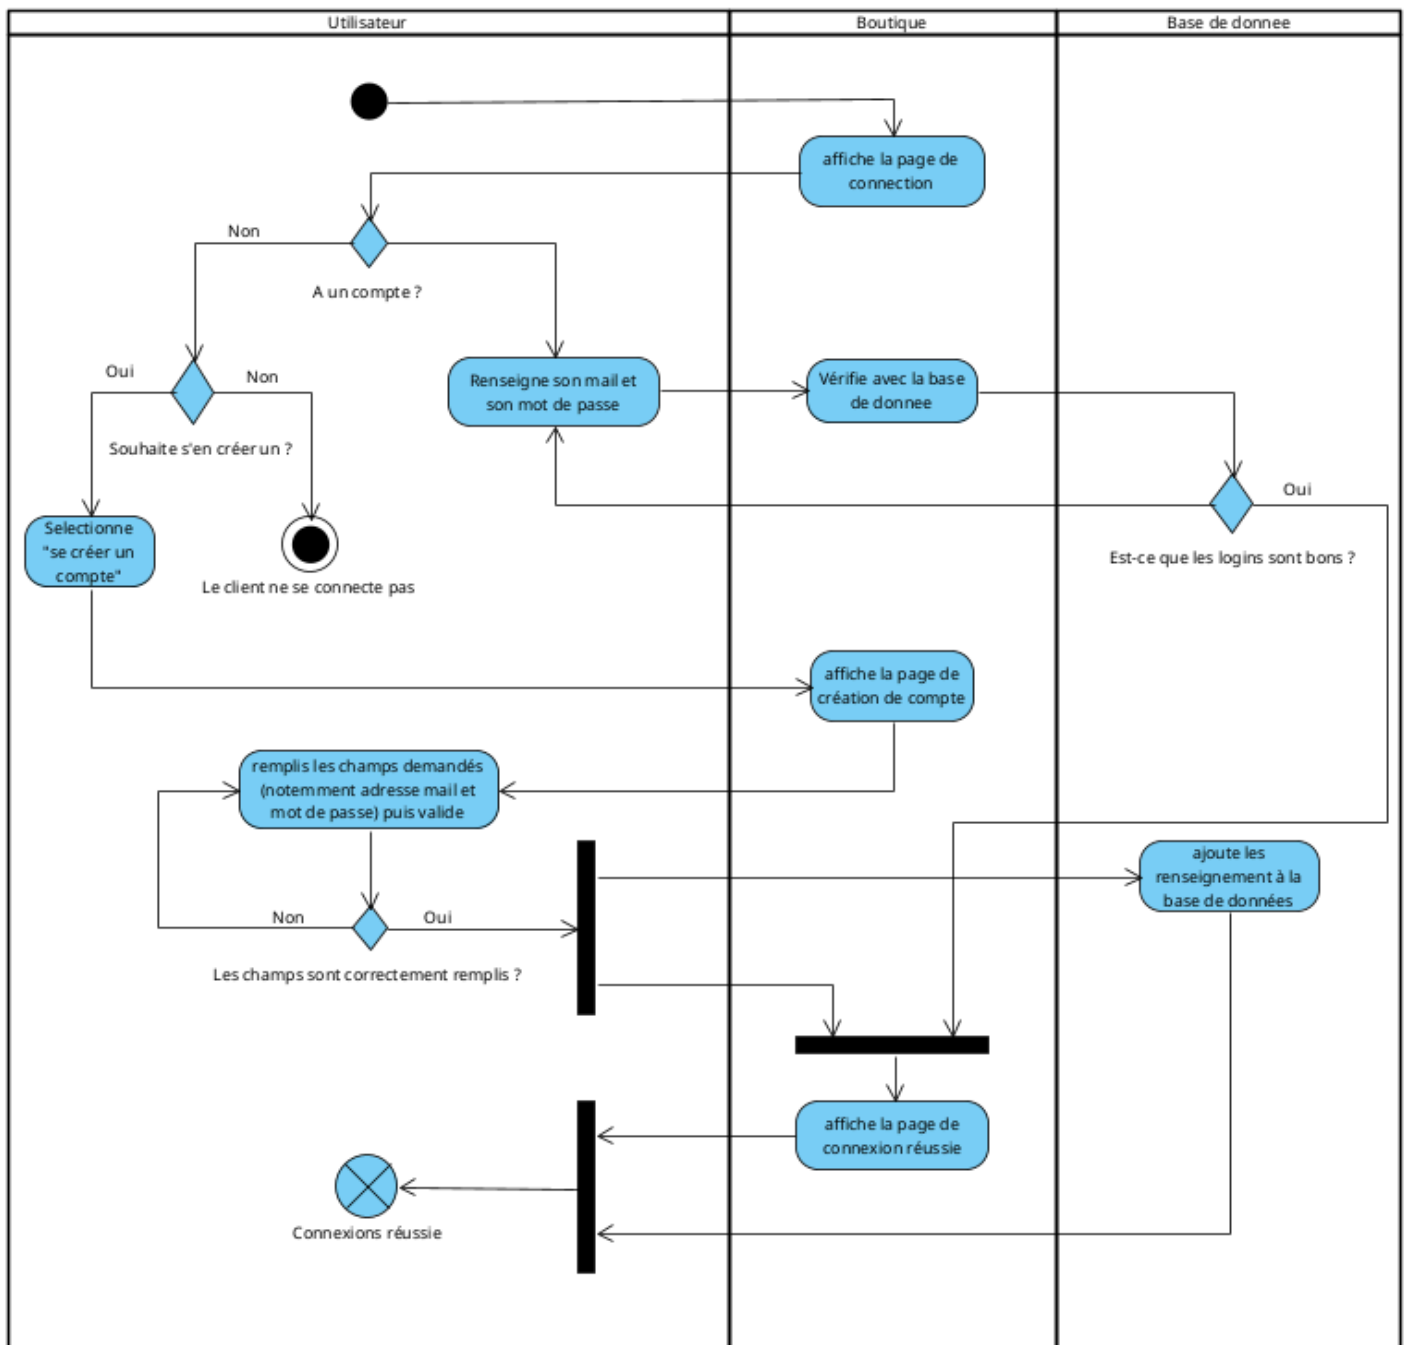 Utilisateur
Boutique
Base de donnee
affiche la page de
connection
Non
A un compte ?
Oui
Non
Renseigne son mail et
son mot de passe
Vérifie avec la base
de donnee
Souhaite s'en créer un ?
Oui
Selectionne
"se créer un
compte"
Est-ce que les logins sont bons ?
Le client ne se connecte pas
affiche la page de
création de compte
remplis les champs demandés
(notemment adresse mail et
mot de passe) puis valide
ajoute les
renseignement à la
base de données
Non
Oui
Les champs sont correctement remplis ?
affiche la page de
connexion réussie
Connexions réussie